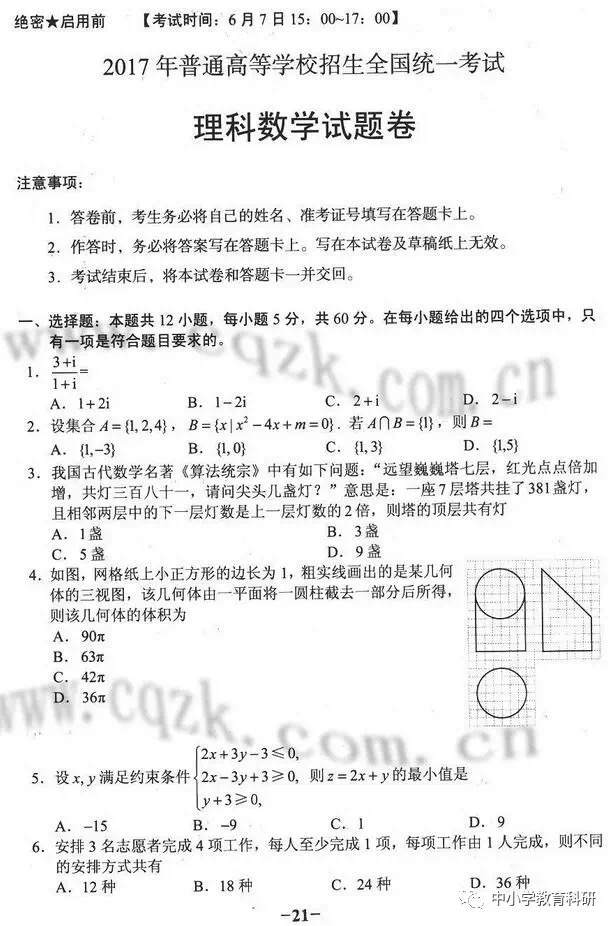 绝密★启用前 【考试时间：6月7日15：00~17：00】
2017年普通高等学校招生全国统一考试
理科数学试题卷
注意事项：
1．答卷前，考生务必将自己的姓名、准考证号填写在答题卡上。
2．作答时，务必将答案写在答题卡上。写在本试卷及草稿纸上无效。
3．考试结束后，将本试卷和答题卡一并交回。
一、选择题：本题共12小题，每小题5分，共60分。在每小题给出的四个选项中，只
有一项是符合题目要求的。
1．(3+i)/(1+i)=
A．1+2i B．1−2i C．2+i D．2−i
2．设集合A={1,2,4}，B={x|x²−4x+m=0}．若A∩B={1}，则B=
A．{1,−3} B．{1,0} C．{1,3} D．{1,5}
3．我国古代数学名著《算法统宗》中有如下问题：“远望巍巍塔七层，红光点点倍加
增，共灯三百八十一，请问尖头几盏灯？”意思是：一座7层塔共挂了381盏灯，
且相邻两层中的下一层灯数是上一层灯数的2倍，则塔的顶层共有灯
A．1盏 B．3盏
C．5盏 D．9盏
4．如图，网格纸上小正方形的边长为1，粗实线画出的是某几何
体的三视图，该几何体由一平面将一圆柱截去一部分后所得，
则该几何体的体积为
A．90π
B．63π
C．42π
D．36π
5．设x,y满足约束条件{2x+3y−3≤0, 2x−3y+3≥0, y+3≥0, 则z=2x+y的最小值是
A．−15 B．−9 C．1 D．9
6．安排3名志愿者完成4项工作，每人至少完成1项，每项工作由1人完成，则不同
的安排方式共有
A．12种 B．18种 C．24种 D．36种
-21-
中小学教育科研
www.cqzk.com.cn
www.cqzk.com.cn